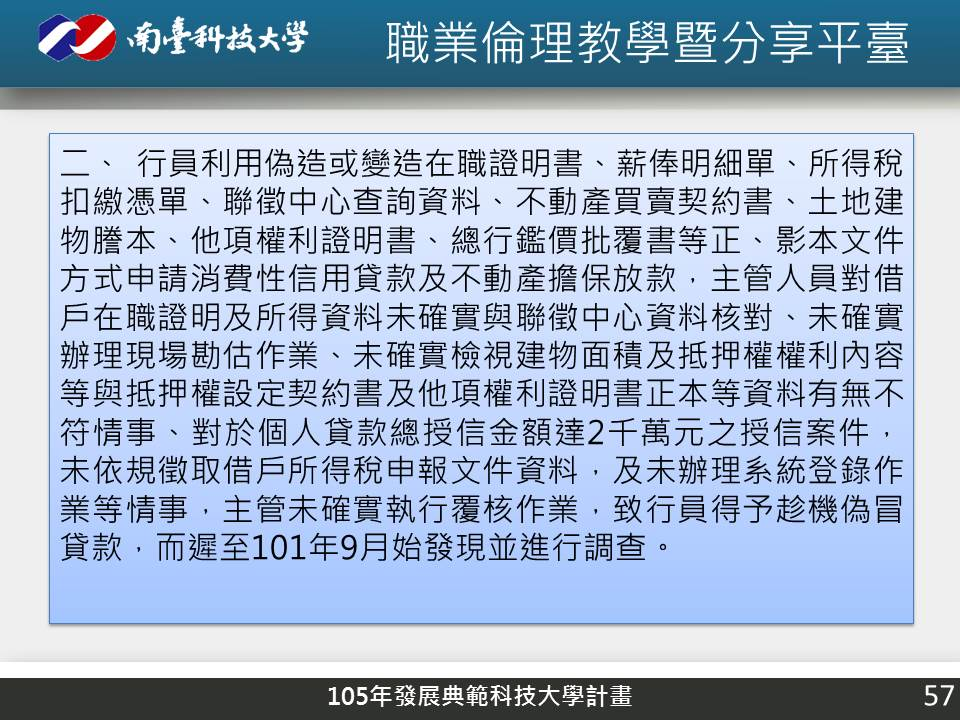 南臺科技大學
職業倫理教學暨分享平臺
二、 行員利用偽造或變造在職證明書、薪俸明細單、所得稅
扣繳憑單、聯徵中心查詢資料、不動產買賣契約書、土地建
物謄本、他項權利證明書、總行鑑價批覆書等正、影本文件
方式申請消費性信用貸款及不動產擔保放款，主管人員對借
戶在職證明及所得資料未確實與聯徵中心資料核對、未確實
辦理現場勘估作業、未確實檢視建物面積及抵押權權利內容
等與抵押權設定契約書及他項權利證明書正本等資料有無不
符情事、對於個人貸款總授信金額達2千萬元之授信案件，
未依規徵取借戶所得稅申報文件資料，及未辦理系統登錄作
業等情事，主管未確實執行覆核作業，致行員得予趁機偽冒
貸款，而遲至101年9月始發現並進行調查。
105年發展典範科技大學計畫
57